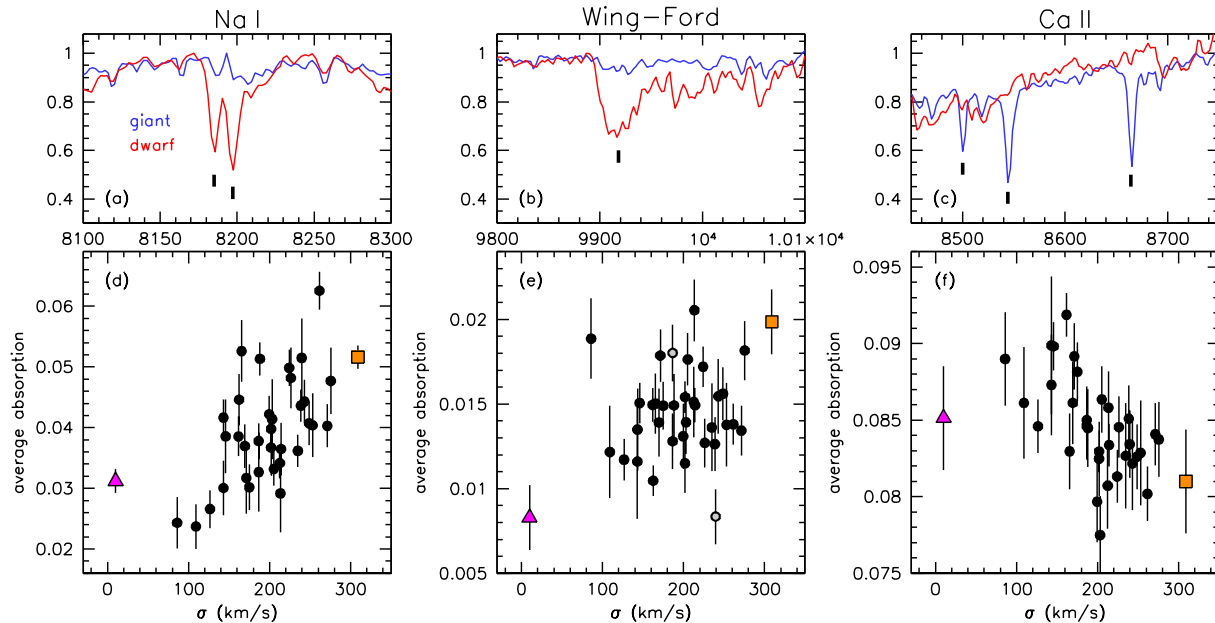 Na I
Wing–Ford
Ca II
1
0.8
0.6
0.4
giant
dwarf
(a)
8100
8150
8200
8250
8300
1
0.8
0.6
0.4
(b)
9800
9900
10⁴
1.01×10⁴
1
0.8
0.6
0.4
(c)
8500
8600
8700
average absorption
0.06
0.05
0.04
0.03
0.02
(d)
0
100
200
300
σ (km/s)
average absorption
0.02
0.015
0.01
0.005
(e)
0
100
200
300
σ (km/s)
average absorption
0.095
0.09
0.085
0.08
0.075
(f)
0
100
200
300
σ (km/s)